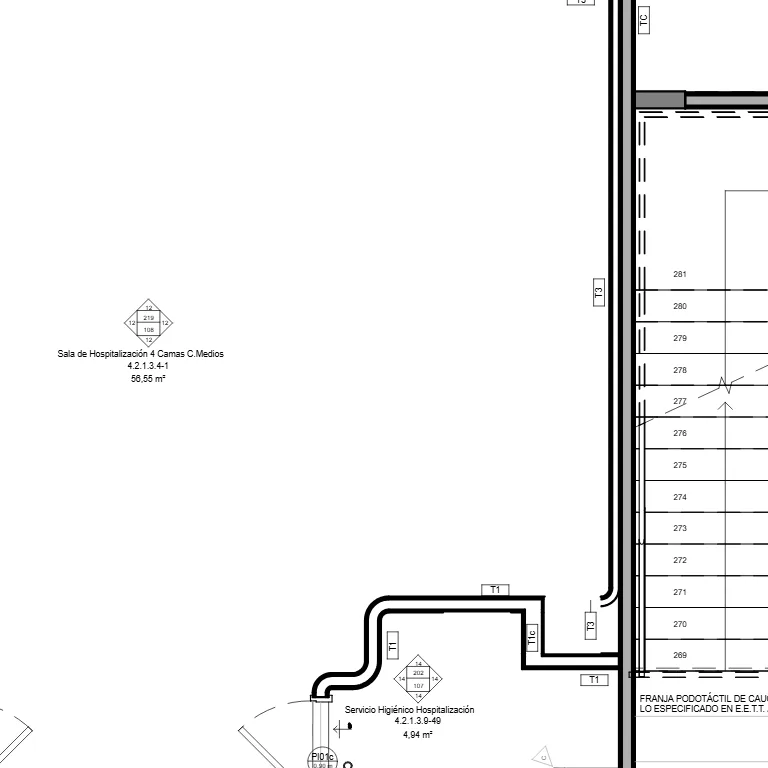 TC
T3
12
219
12
12
108
12
Sala de Hospitalización 4 Camas C.Medios
4.2.1.3.4-1
56,55 m²
281
280
279
278
277
276
275
274
273
272
271
270
269
T1
T3
T1c
T1
T1
14
202
14
14
107
14
Servicio Higiénico Hospitalización
4.2.1.3.9-49
4,94 m²
FRANJA PODOTÁCTIL DE CAU
LO ESPECIFICADO EN E.E.T.T.
PI01c
0.90 m